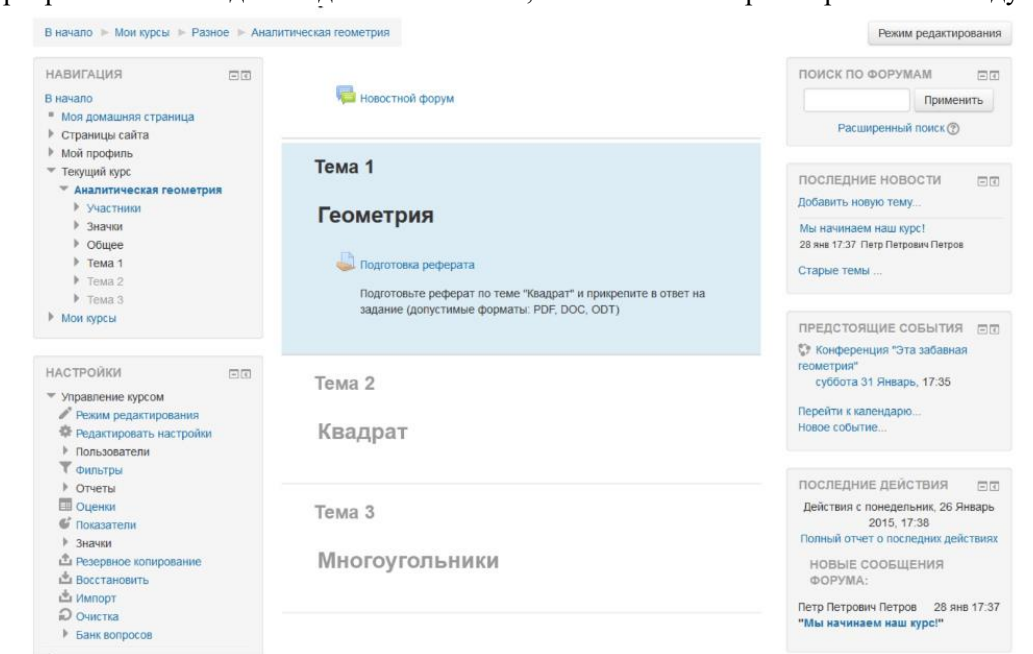 В начало ► Мои курсы ► Разное ► Аналитическая геометрия
Режим редактирования
НАВИГАЦИЯ
В начало
Моя домашняя страница
Страницы сайта
Мой профиль
Текущий курс
Аналитическая геометрия
Участники
Значки
Общее
Тема 1
Тема 2
Тема 3
Мои курсы
НАСТРОЙКИ
Управление курсом
Режим редактирования
Редактировать настройки
Пользователи
Фильтры
Отчеты
Оценки
Показатели
Значки
Резервное копирование
Восстановить
Импорт
Очистка
Банк вопросов
Новостной форум
Тема 1
Геометрия
Подготовка реферата
Подготовьте реферат по теме "Квадрат" и прикрепите в ответ на
задание (допустимые форматы: PDF, DOC, ODT)
Тема 2
Квадрат
Тема 3
Многоугольники
ПОИСК ПО ФОРУМАМ
Применить
Расширенный поиск
ПОСЛЕДНИЕ НОВОСТИ
Добавить новую тему...
Мы начинаем наш курс!
28 янв 17:37 Петр Петрович Петров
Старые темы ...
ПРЕДСТОЯЩИЕ СОБЫТИЯ
Конференция "Эта забавная
геометрия"
суббота 31 Январь, 17:35
Перейти к календарю...
Новое событие...
ПОСЛЕДНИЕ ДЕЙСТВИЯ
Действия с понедельник, 26 Январь
2015, 17:38
Полный отчет о последних действиях
НОВЫЕ СООБЩЕНИЯ
ФОРУМА:
Петр Петрович Петров 28 янв 17:37
"Мы начинаем наш курс!"